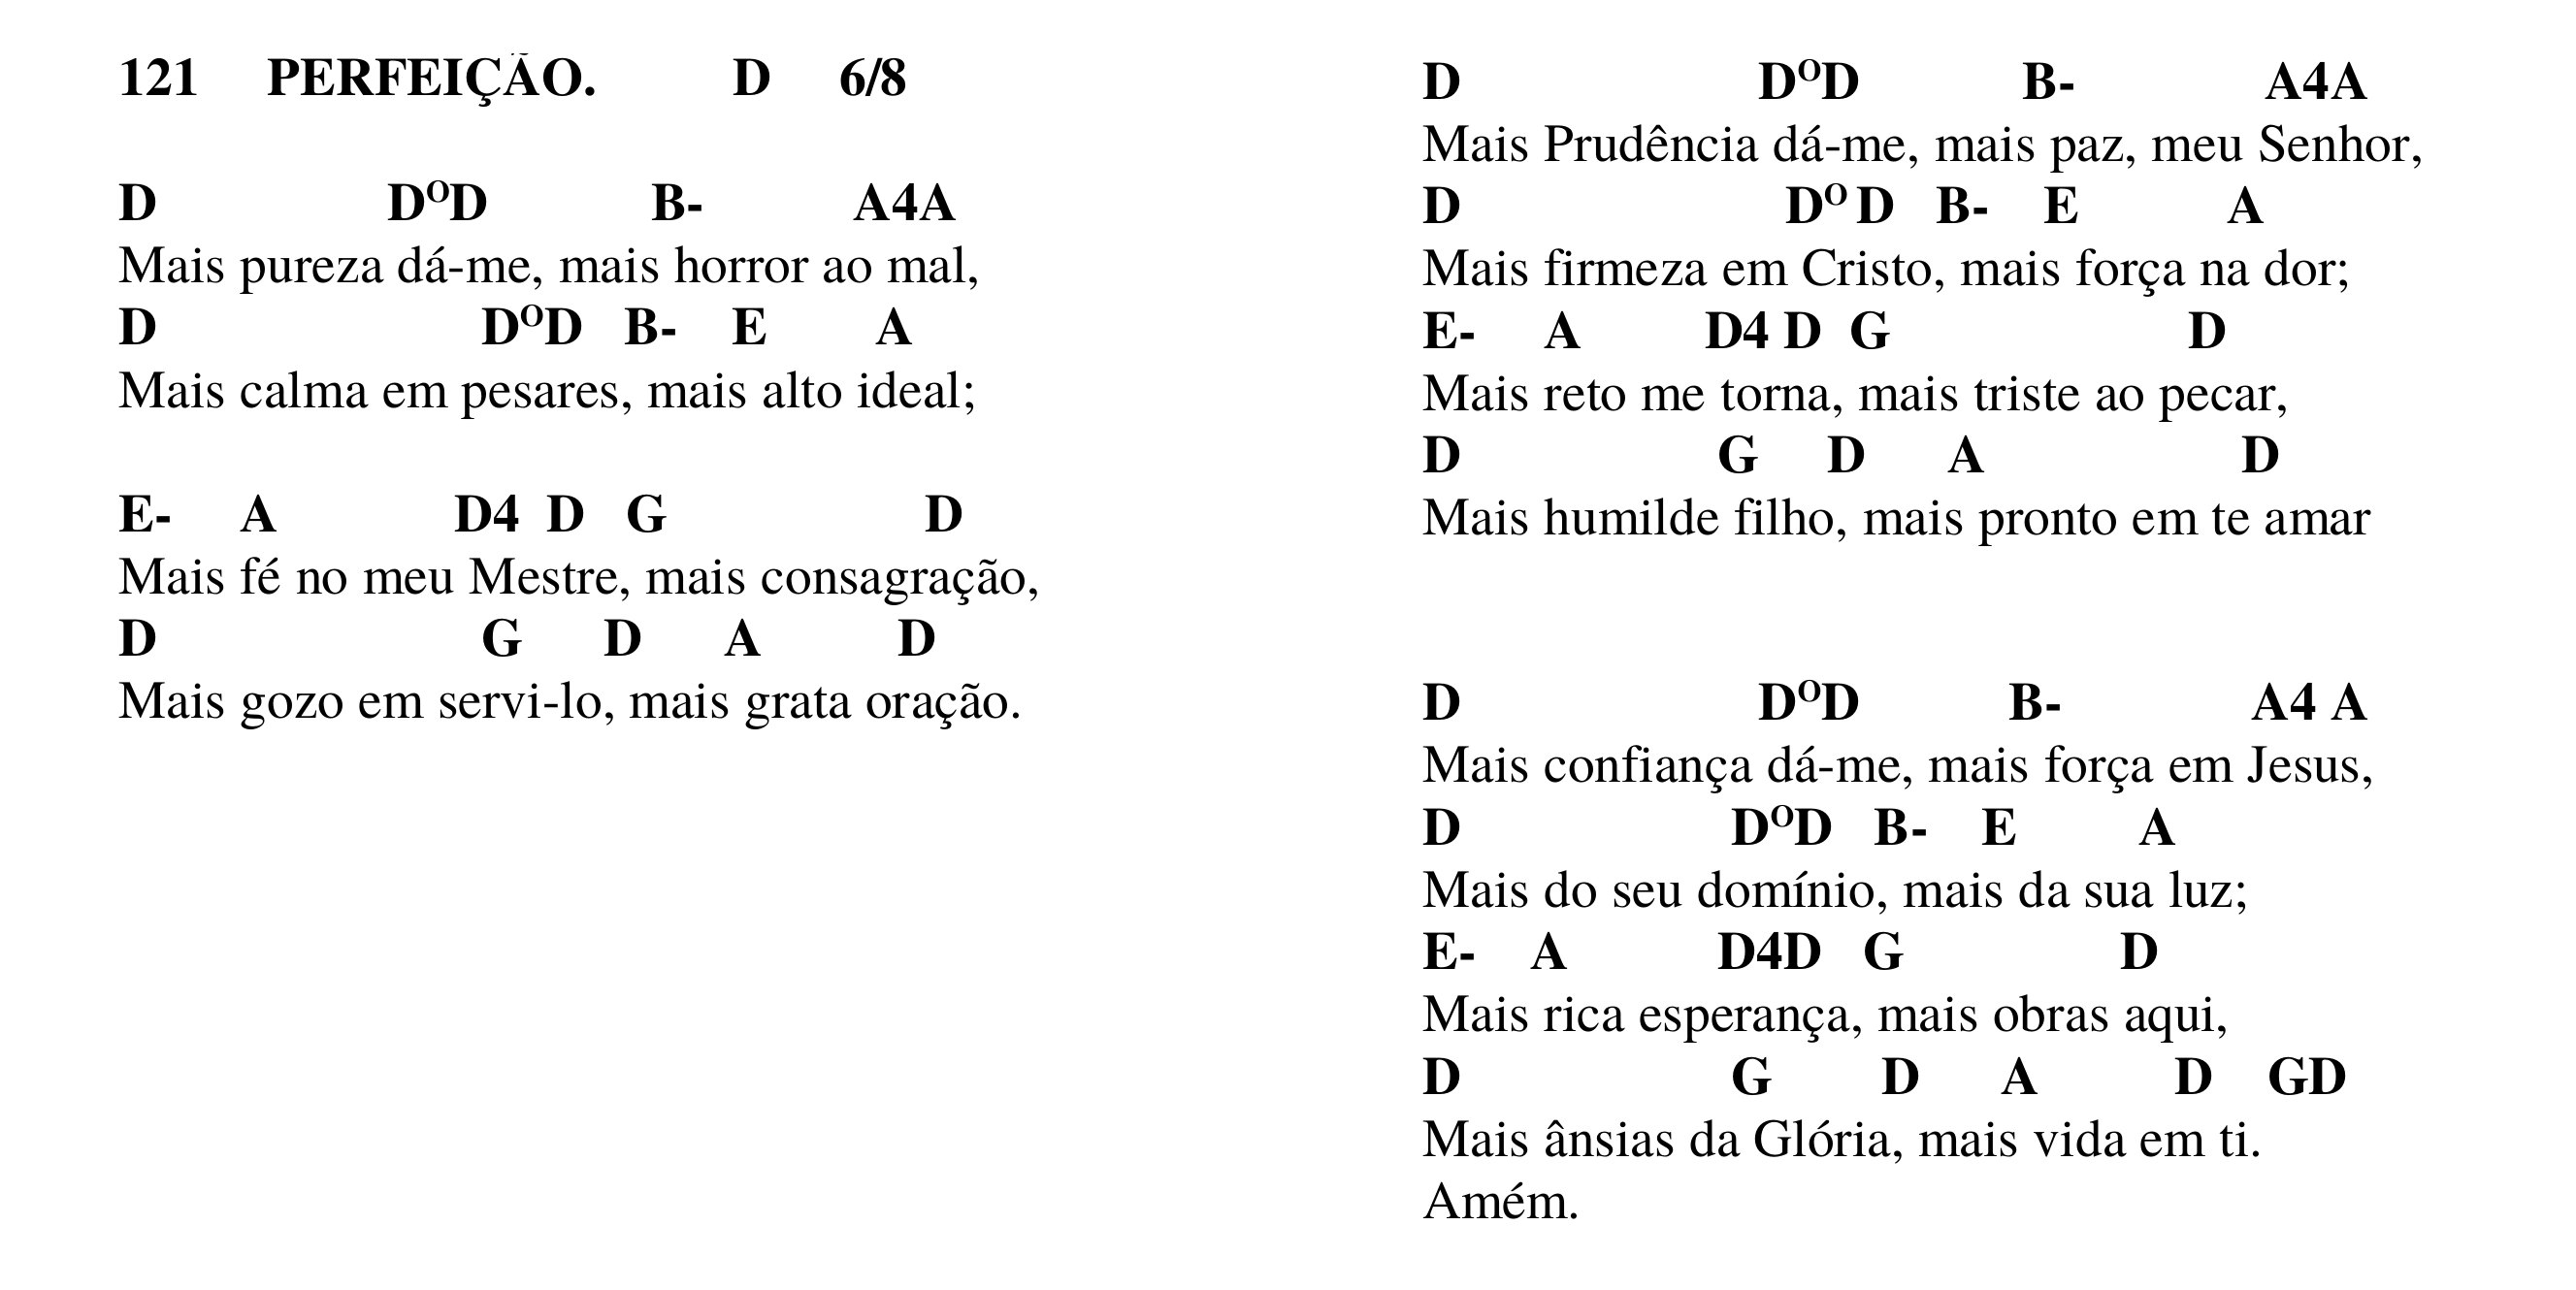 121 PERFEIÇÃO. D 6/8
D DºD B- A4A
Mais pureza dá-me, mais horror ao mal,
D DºD B- E A
Mais calma em pesares, mais alto ideal;
E- A D4 D G D
Mais fé no meu Mestre, mais consagração,
D G D A D
Mais gozo em servi-lo, mais grata oração.
D DºD B- A4A
Mais Prudência dá-me, mais paz, meu Senhor,
D Dº D B- E A
Mais firmeza em Cristo, mais força na dor;
E- A D4 D G D
Mais reto me torna, mais triste ao pecar,
D G D A D
Mais humilde filho, mais pronto em te amar
D DºD B- A4 A
Mais confiança dá-me, mais força em Jesus,
D DºD B- E A
Mais do seu domínio, mais da sua luz;
E- A D4D G D
Mais rica esperança, mais obras aqui,
D G D A D GD
Mais ânsias da Glória, mais vida em ti.
Amém.